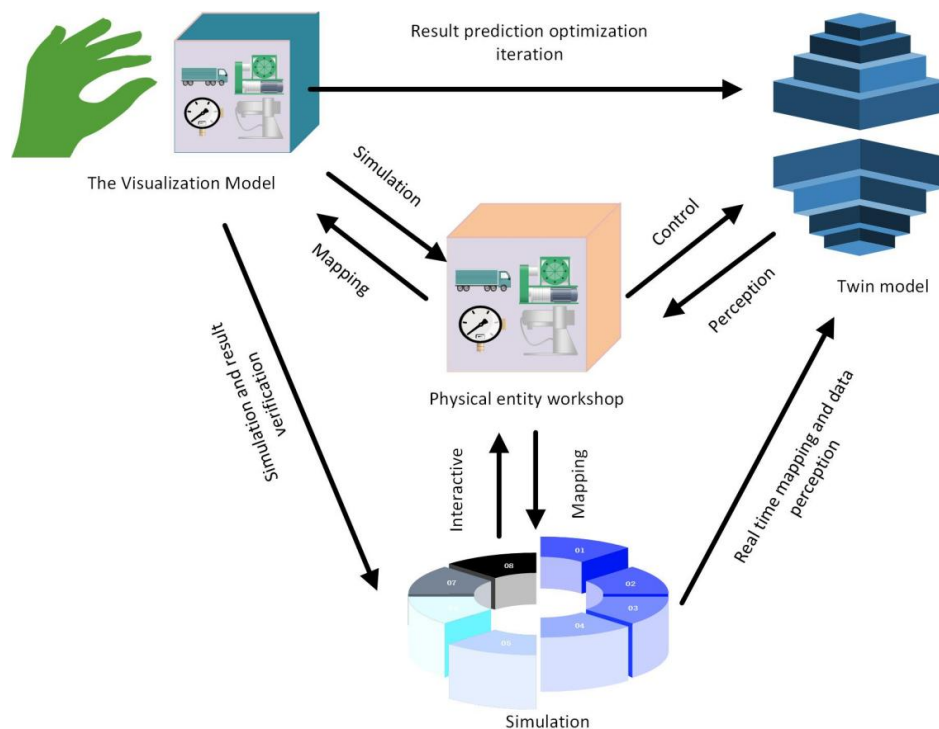 Result prediction optimization
iteration
The Visualization Model
Simulation
Mapping
Control
Perception
Twin model
Physical entity workshop
Simulation and result
verification
Interactive
Mapping
Real time mapping and data
perception
08
01
07
02
03
04
05
Simulation